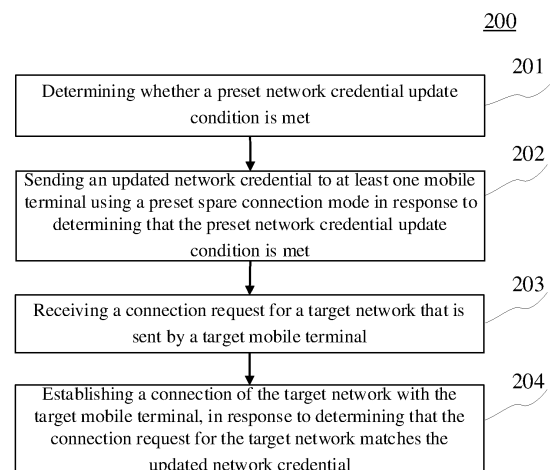 200
201
Determining whether a preset network credential update
condition is met
202
Sending an updated network credential to at least one mobile
terminal using a preset spare connection mode in response to
determining that the preset network credential update
condition is met
203
Receiving a connection request for a target network that is
sent by a target mobile terminal
204
Establishing a connection of the target network with the
target mobile terminal, in response to determining that the
connection request for the target network matches the
updated network credential